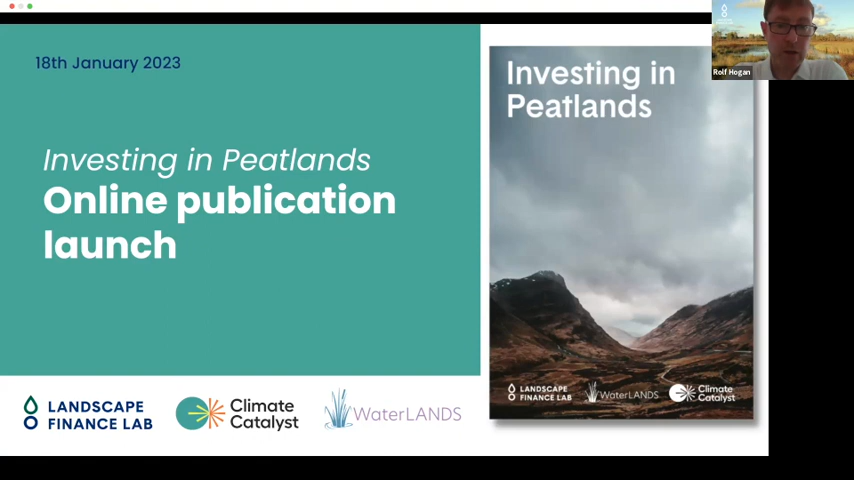 18th January 2023
Investing in Peatlands
Online publication
launch
LANDSCAPE
FINANCE LAB
Climate
Catalyst
WaterLANDS
Investing in
Peatlands
LANDSCAPE
FINANCE LAB
WaterLANDS
Climate
Catalyst
Rolf Hogan